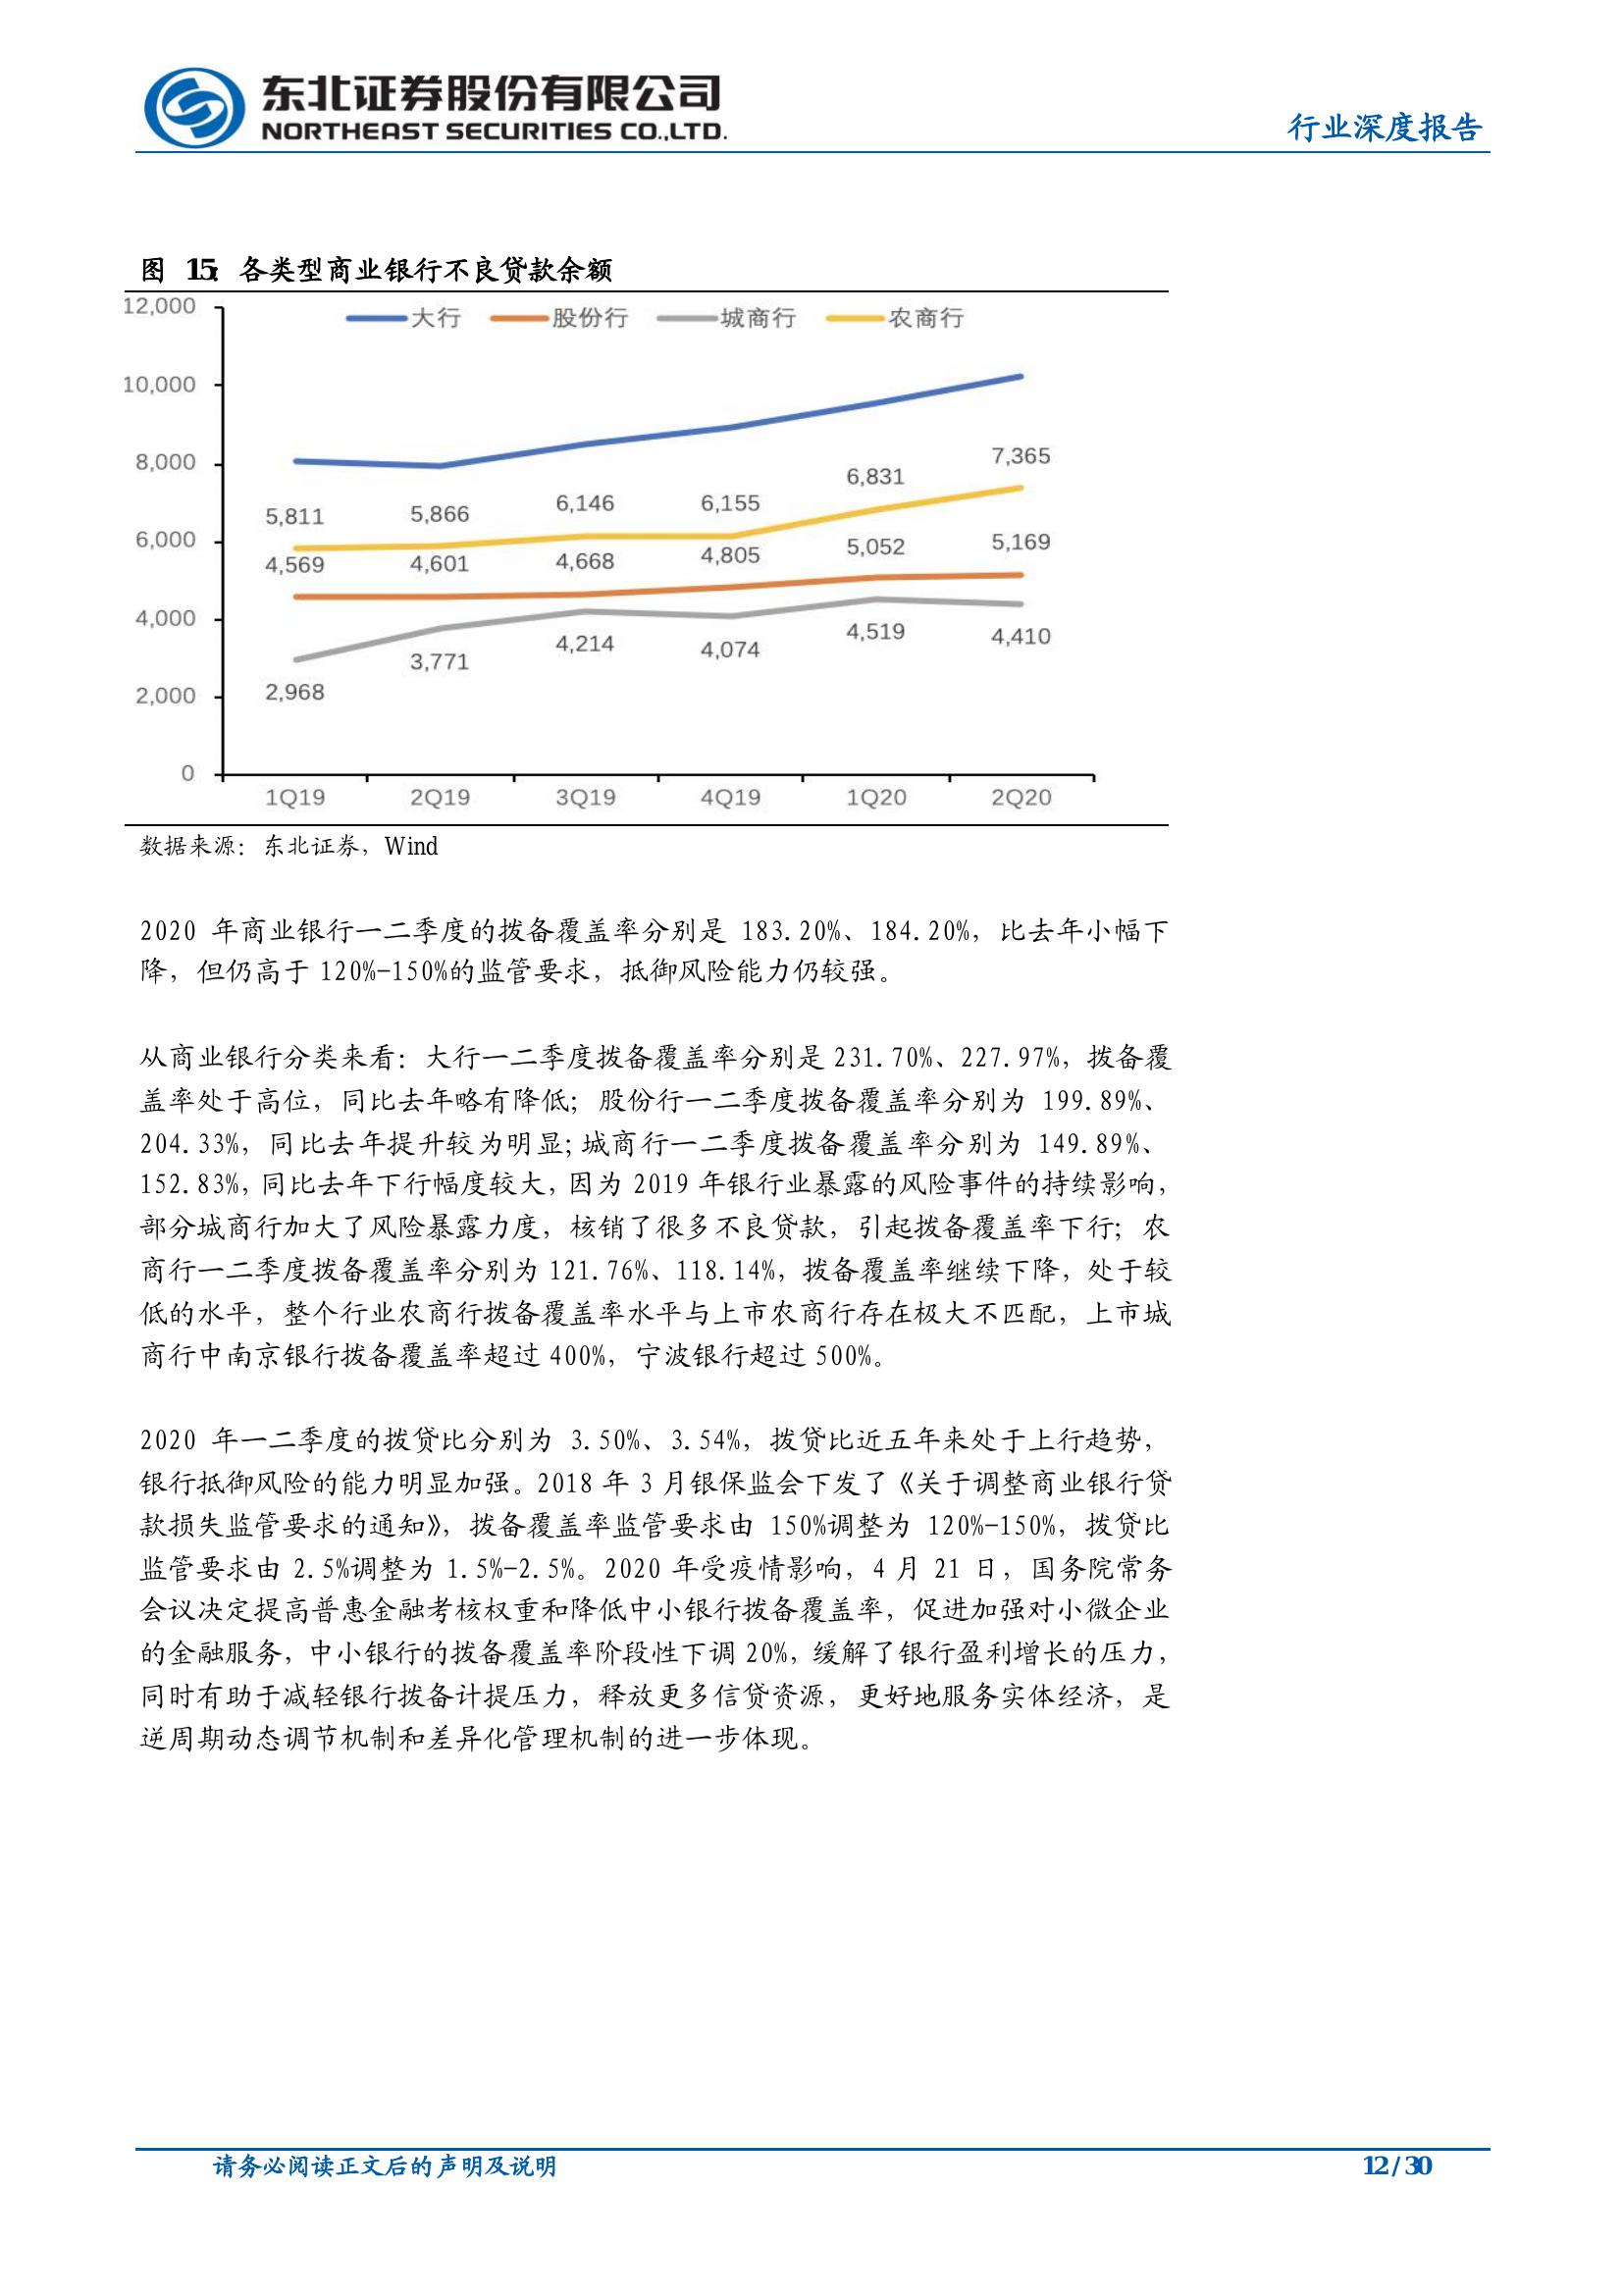 东北证券股份有限公司
NORTHEAST SECURITIES CO.,LTD.
行业深度报告
图 15: 各类型商业银行不良贷款余额
大行 股份行 城商行 农商行
12,000
10,000
8,000
6,000
4,000
2,000
0
7,365
6,831
6,146 6,155
5,811 5,866
5,169
5,052
4,805
4,569 4,601 4,668
4,519 4,410
4,214 4,074
3,771
2,968
1Q19 2Q19 3Q19 4Q19 1Q20 2Q20
数据来源：东北证券，Wind
2020 年商业银行一二季度的拨备覆盖率分别是 183.20%、184.20%，比去年小幅下
降，但仍高于 120%-150%的监管要求，抵御风险能力仍较强。
从商业银行分类来看：大行一二季度拨备覆盖率分别是 231.70%、227.97%，拨备覆
盖率处于高位，同比去年略有降低；股份行一二季度拨备覆盖率分别为 199.89%、
204.33%，同比去年提升较为明显;城商行一二季度拨备覆盖率分别为 149.89%、
152.83%,同比去年下行幅度较大,因为 2019 年银行业暴露的风险事件的持续影响，
部分城商行加大了风险暴露力度，核销了很多不良贷款，引起拨备覆盖率下行；农
商行一二季度拨备覆盖率分别为 121.76%、118.14%，拨备覆盖率继续下降，处于较
低的水平，整个行业农商行拨备覆盖率水平与上市农商行存在极大不匹配，上市城
商行中南京银行拨备覆盖率超过 400%，宁波银行超过 500%。
2020 年一二季度的拨贷比分别为 3.50%、3.54%，拨贷比近五年来处于上行趋势，
银行抵御风险的能力明显加强。2018 年 3 月银保监会下发了《关于调整商业银行贷
款损失监管要求的通知》，拨备覆盖率监管要求由 150%调整为 120%-150%，拨贷比
监管要求由 2.5%调整为 1.5%-2.5%。2020 年受疫情影响，4 月 21 日，国务院常务
会议决定提高普惠金融考核权重和降低中小银行拨备覆盖率，促进加强对小微企业
的金融服务，中小银行的拨备覆盖率阶段性下调 20%，缓解了银行盈利增长的压力，
同时有助于减轻银行拨备计提压力，释放更多信贷资源，更好地服务实体经济，是
逆周期动态调节机制和差异化管理机制的进一步体现。
请务必阅读正文后的声明及说明
12 / 30